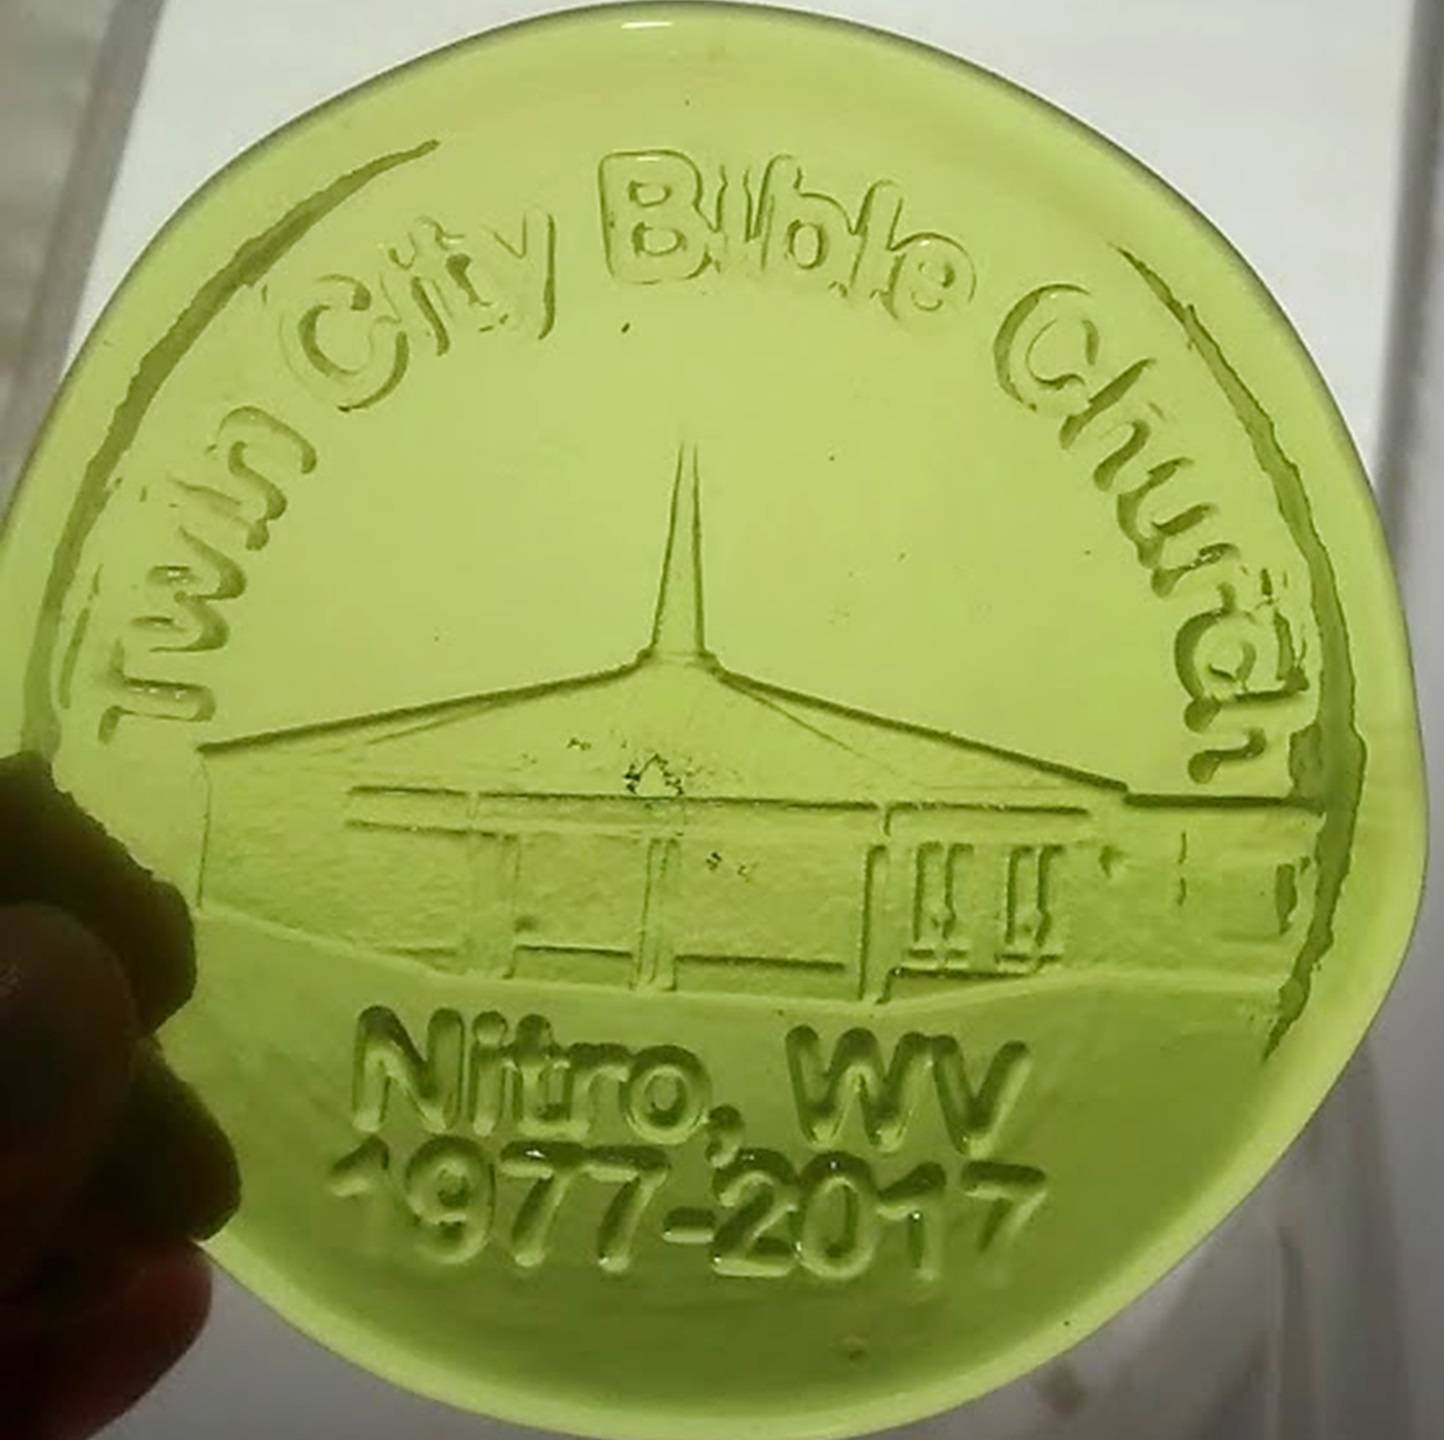 Twin City Bible Church
Nitro, WV
1977-2017